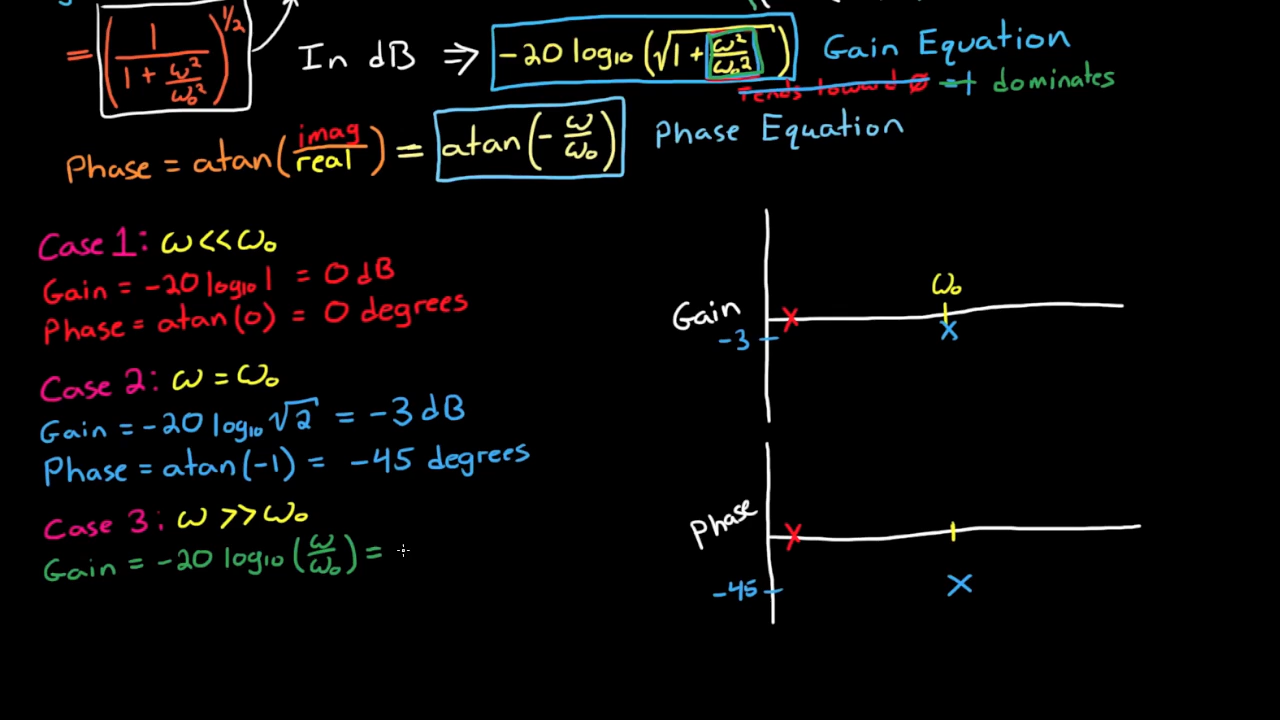 = (1 / (1 + ω²/ω₀²))^1/2 In dB ⇒ -20 log₁₀ (√1 + ω²/ω₀²) Gain Equation
Tends toward ∅ 1 dominates
Phase = atan(imag/real) = atan(-ω/ω₀) Phase Equation
Case 1: ω<<ω₀
Gain = -20 log₁₀ 1 = 0 dB
Phase = atan(0) = 0 degrees
Case 2: ω = ω₀
Gain = -20 log₁₀ √2 = -3 dB
Phase = atan(-1) = -45 degrees
Case 3: ω >> ω₀
Gain = -20 log₁₀ (ω/ω₀) =
ω₀
Gain
-3
Phase
-45